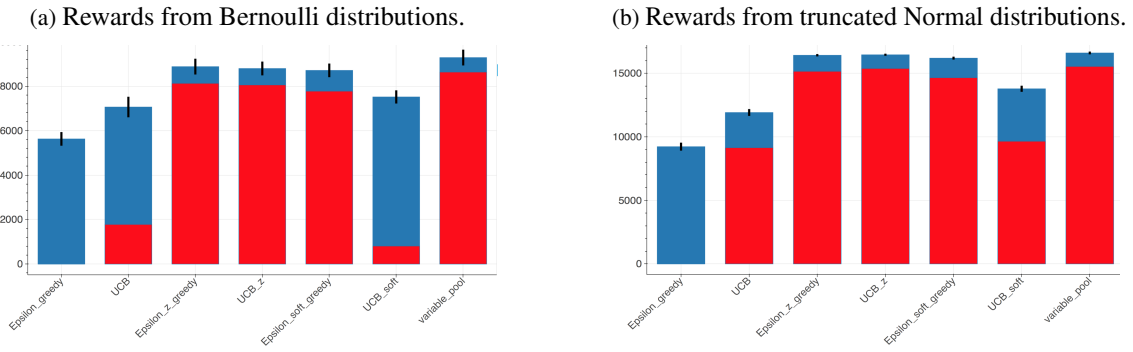 (a) Rewards from Bernoulli distributions.
8000
6000
4000
2000
0
Epsilon_greedy
UCB
Epsilon_z_greedy
UCB_z
Epsilon_soft_greedy
UCB_soft
variable_pool
(b) Rewards from truncated Normal distributions.
15000
10000
5000
0
Epsilon_greedy
UCB
Epsilon_z_greedy
UCB_z
Epsilon_soft_greedy
UCB_soft
variable_pool